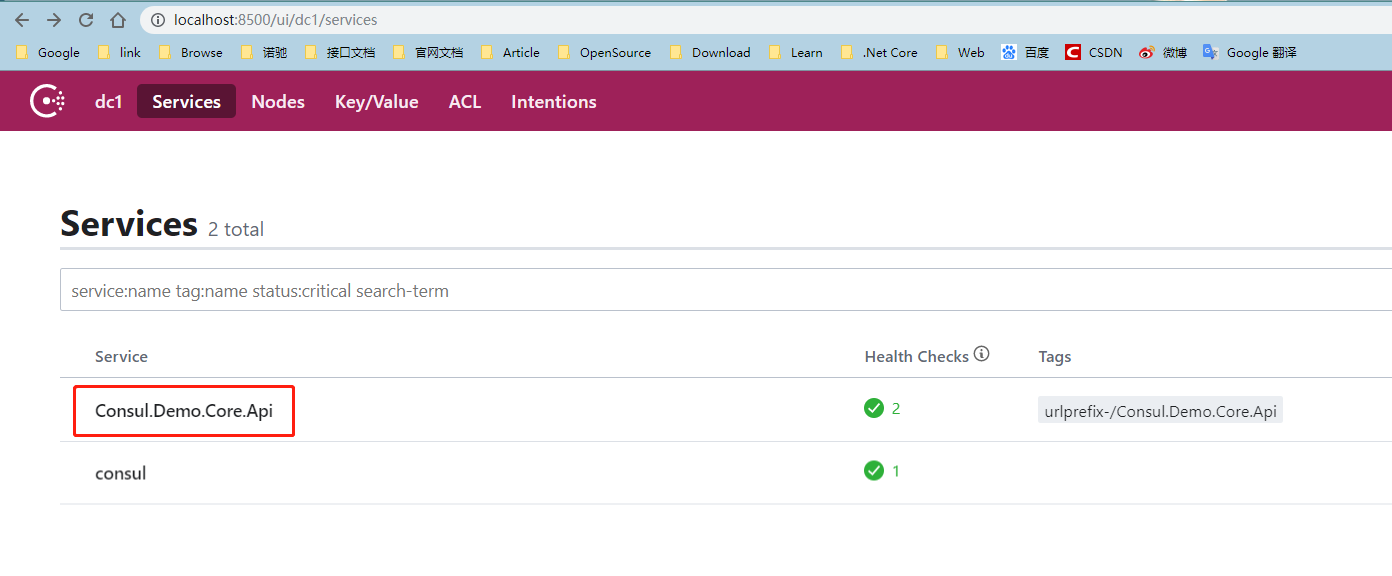 localhost:8500/ui/dc1/services
Google link Browse 诺驰 接口文档 官网文档 Article OpenSource Download Learn .Net Core Web 百度 C CSDN 微博 Google 翻译
dc1 Services Nodes Key/Value ACL Intentions
Services 2 total
service:name tag:name status:critical search-term
Service Health Checks Tags
Consul.Demo.Core.Api 2 urlprefix-/Consul.Demo.Core.Api
consul 1